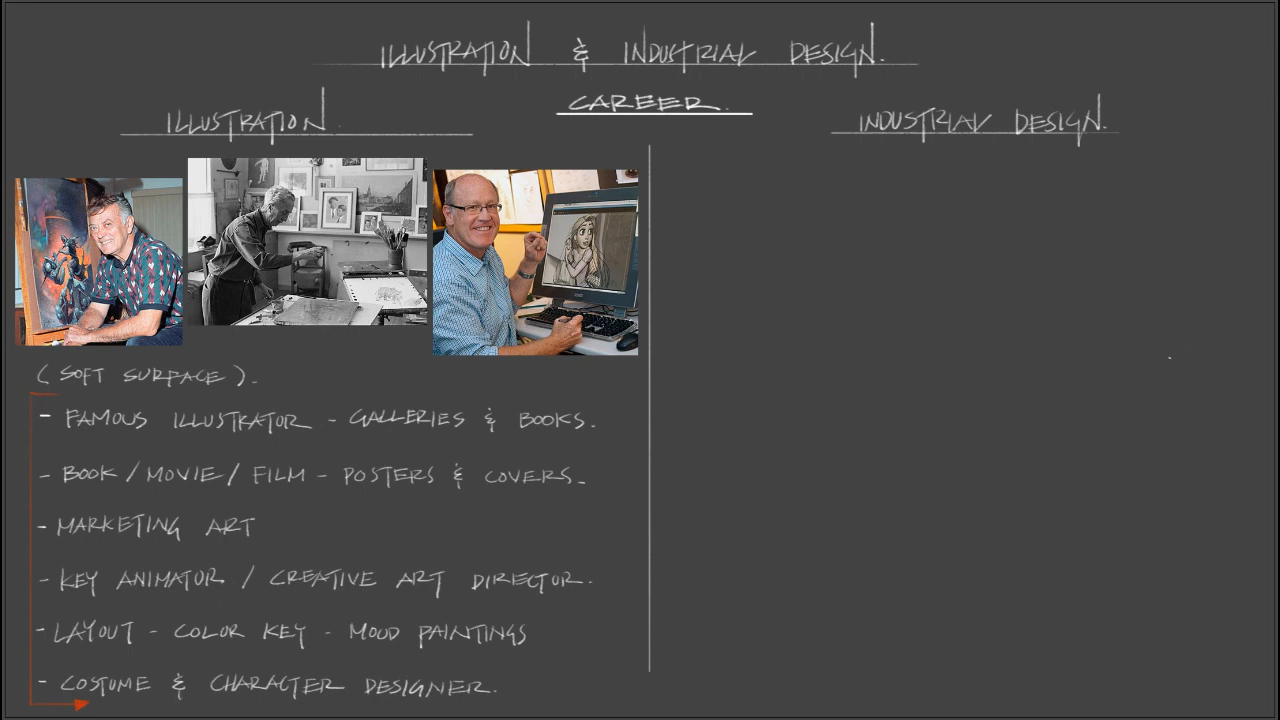 ILLUSTRATION & INDUSTRIAL DESIGN.
CAREER.
ILLUSTRATION.
INDUSTRIAL DESIGN.
(SOFT SURFACE).
- FAMOUS ILLUSTRATOR - GALLERIES & BOOKS.
- BOOK / MOVIE / FILM - POSTERS & COVERS.
- MARKETING ART
- KEY ANIMATOR / CREATIVE ART DIRECTOR.
- LAYOUT - COLOR KEY - MOOD PAINTINGS
- COSTUME & CHARACTER DESIGNER.